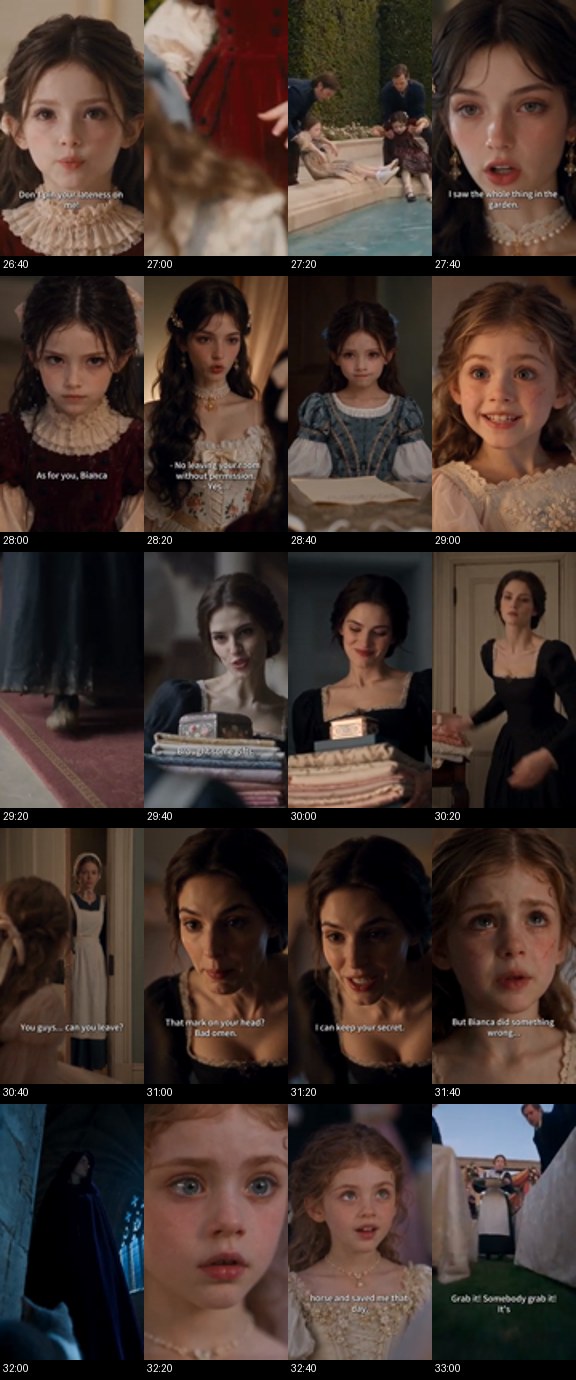 Don't pin your lateness on
me!
I saw the whole thing in the
garden.
26:40
27:00
27:20
27:40
As for you, Bianca
- No leaving your room
without permission.
Yes...
28:00
28:20
28:40
29:00
29:20
29:40
30:00
30:20
You guys... can you leave?
That mark on your head?
Bad omen.
I can keep your secret.
But Bianca did something
wrong...
30:40
31:00
31:20
31:40
horse and saved me that
day.
Grab it! Somebody grab it!
It's
32:00
32:20
32:40
33:00